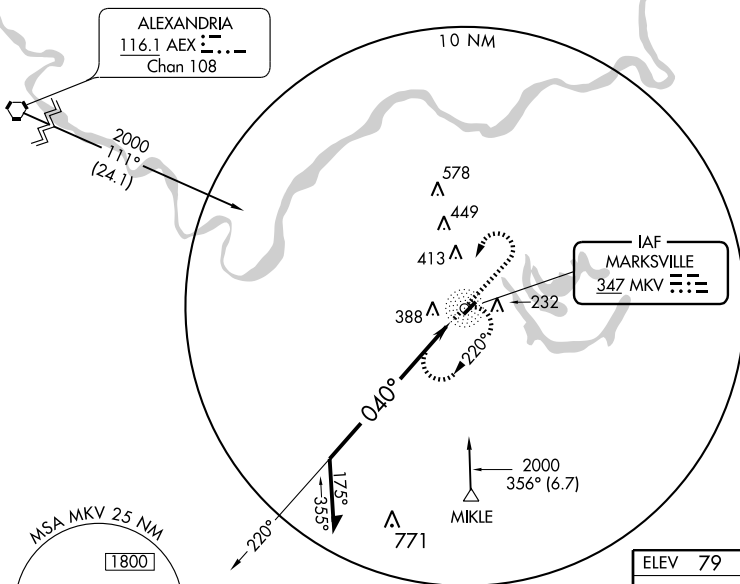 ALEXANDRIA
116.1 AEX
Chan 108
10 NM
2000
111°
(24.1)
578
449
413
IAF
MARKSVILLE
347 MKV
388
232
220°
040°
2000
356° (6.7)
175°
355°
MIKLE
220°
771
MSA MKV 25 NM
1800
ELEV 79